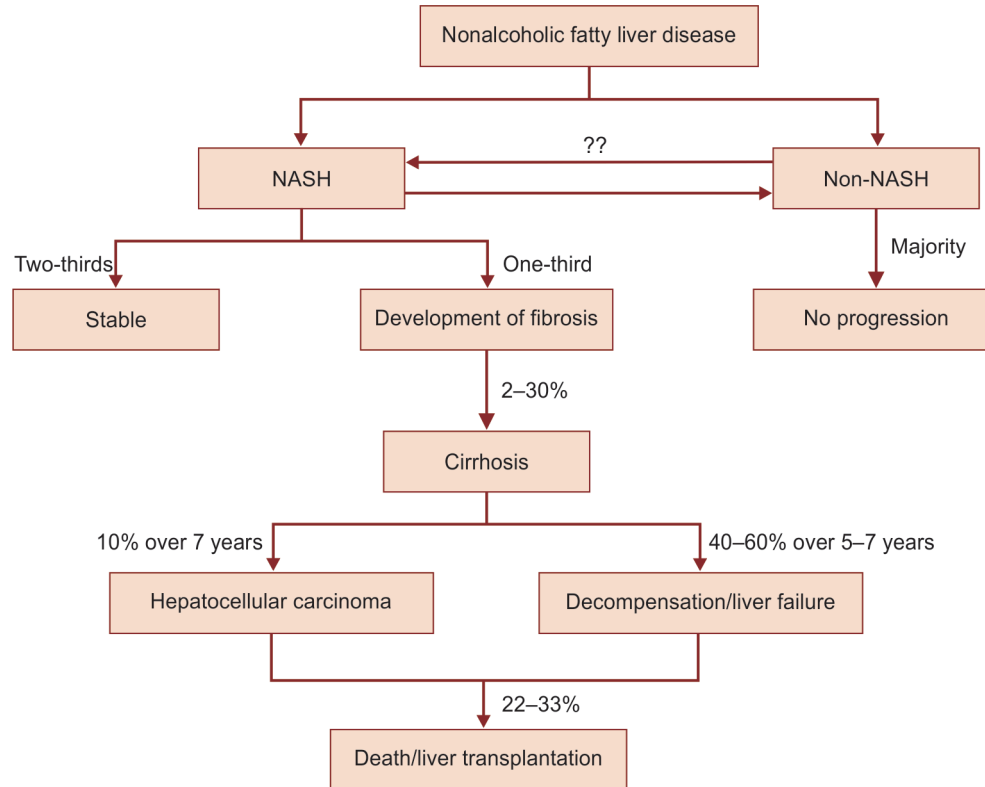 Nonalcoholic fatty liver disease
??
NASH
Non-NASH
Two-thirds
One-third
Majority
Stable
Development of fibrosis
No progression
2–30%
Cirrhosis
10% over 7 years
40–60% over 5–7 years
Hepatocellular carcinoma
Decompensation/liver failure
22–33%
Death/liver transplantation